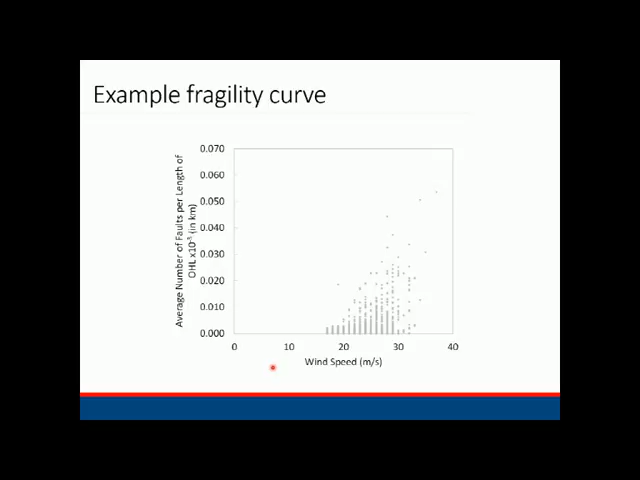 Example fragility curve
Average Number of Faults per Length of
OHL x10⁻³ (in km)
0.070
0.060
0.050
0.040
0.030
0.020
0.010
0.000
0 10 20 30 40
Wind Speed (m/s)